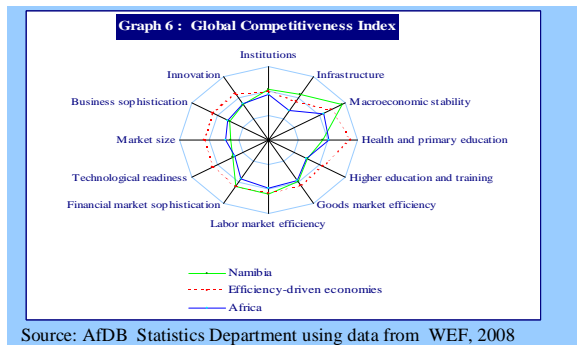 Graph 6 : Global Competitiveness Index
Institutions
Innovation
Infrastructure
Business sophistication
Macroeconomic stability
Market size
Health and primary education
Technological readiness
Higher education and training
Financial market sophistication
Goods market efficiency
Labor market efficiency
Namibia
Efficiency-driven economies
Africa
Source: AfDB Statistics Department using data from WEF, 2008